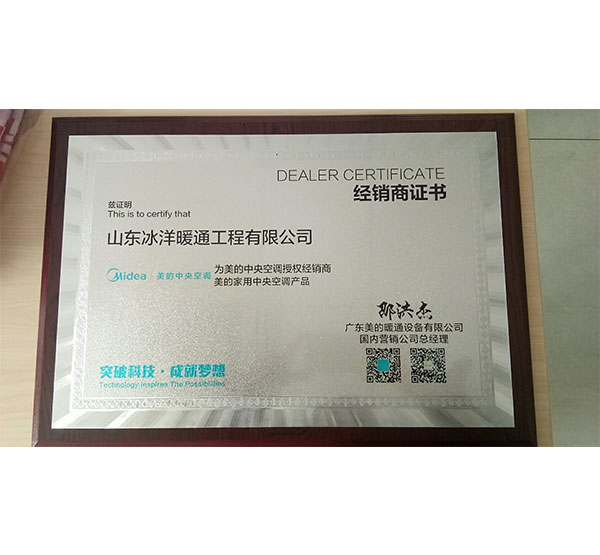 DEALER CERTIFICATE
经销商证书
兹证明
This is to certify that
山东冰洋暖通工程有限公司
Midea 美的中央空调
为美的中央空调授权经销商
美的家用中央空调产品
邵洪杰
广东美的暖通设备有限公司
国内营销公司总经理
突破科技·成就梦想
Technology Inspires The Possibilities